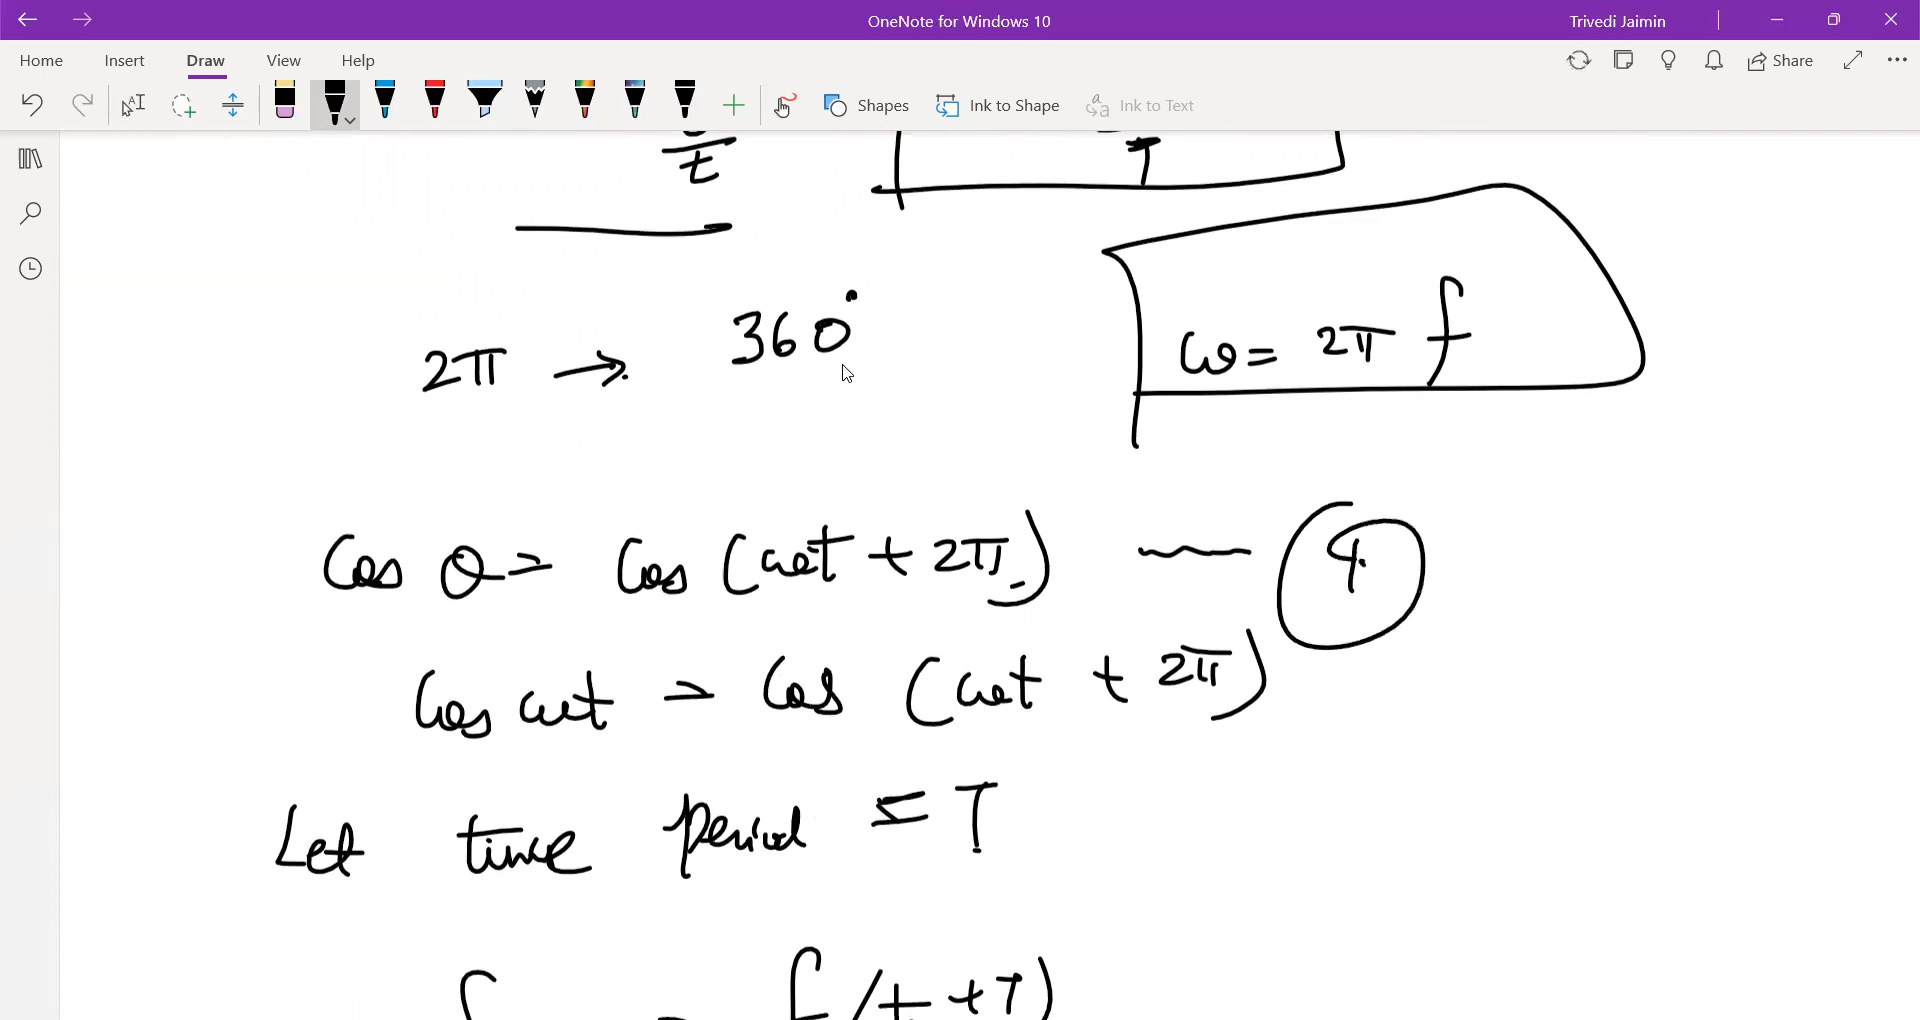 OneNote for Windows 10
Trivedi Jaimin
Home Insert Draw View Help
Share
Shapes Ink to Shape Ink to Text
t
T
2π → 360°
ω = 2π f
Cos θ = Cos (ωt + 2π) — 4
Cos ωt = Cos (ωt + 2π)
Let time period = T
f (t + T)